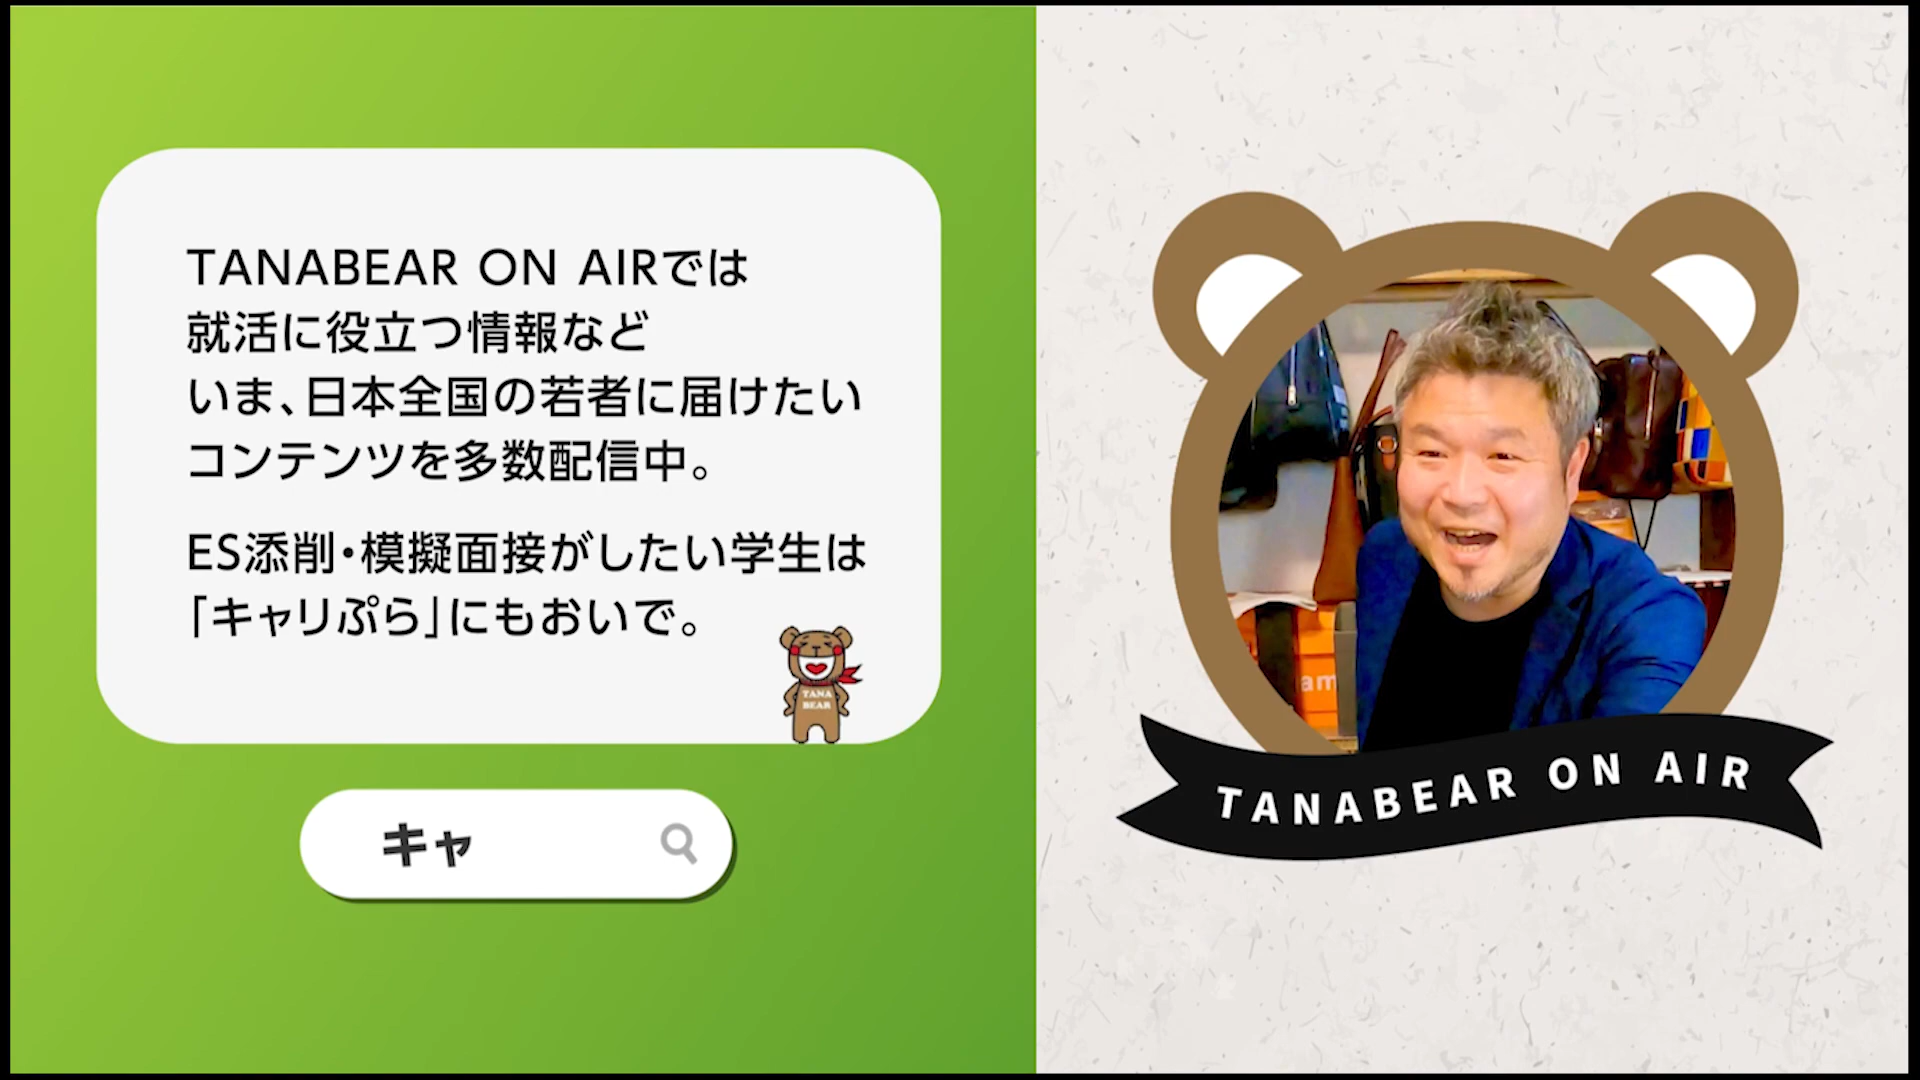 TANABEAR ON AIRでは
就活に役立つ情報など
いま、日本全国の若者に届けたい
コンテンツを多数配信中。
ES添削・模擬面接がしたい学生は
「キャリぷら」にもおいで。
TANA
BEAR
キャ
am
TANABEAR ON AIR